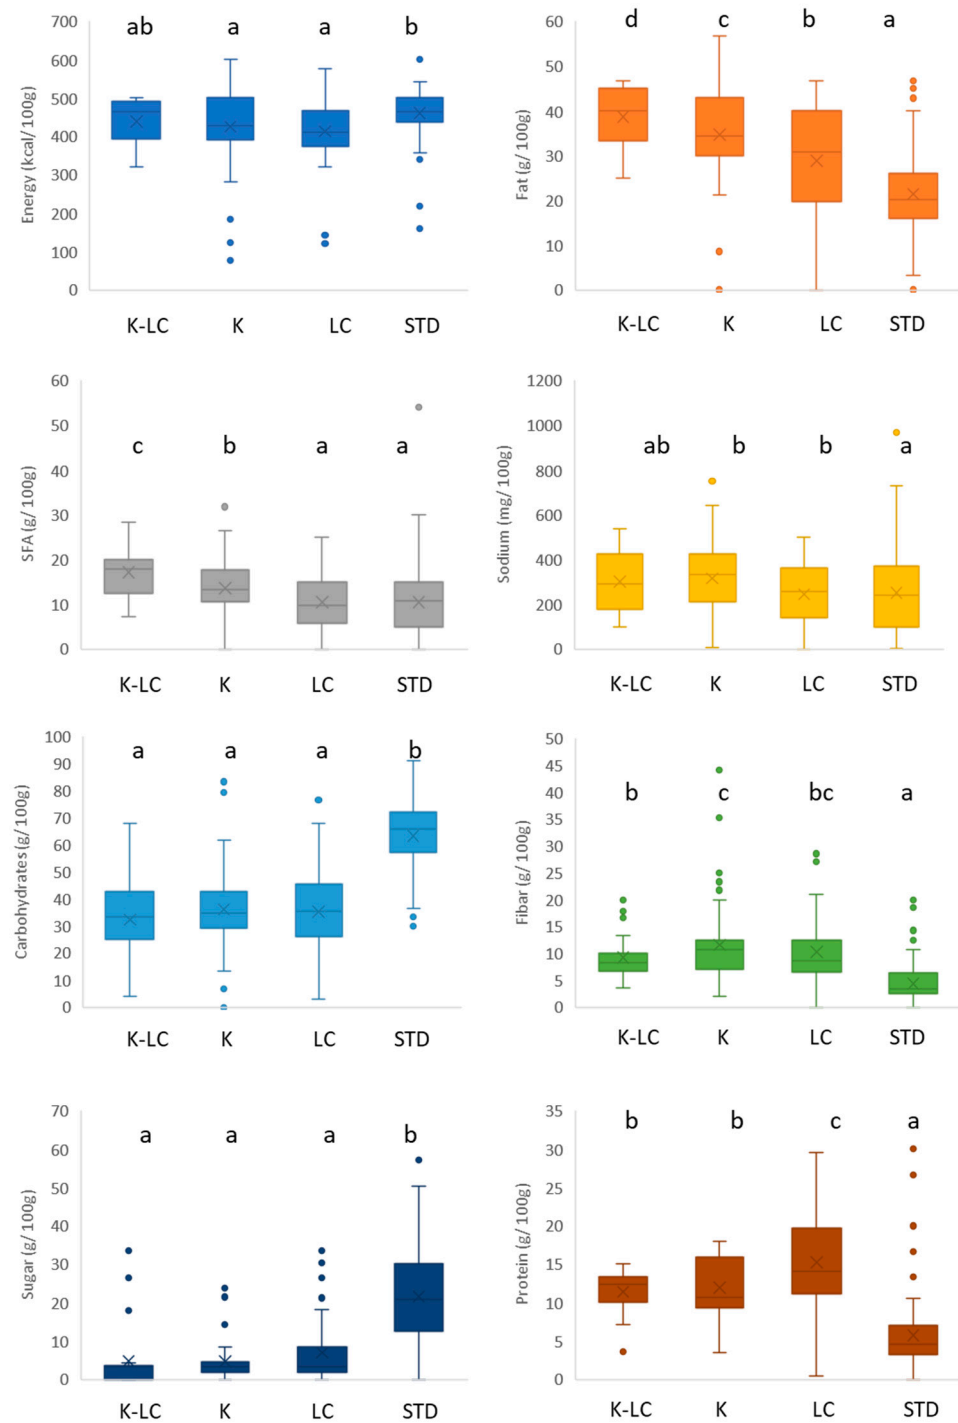 ab a a b
Energy (kcal/ 100g)
700
600
500
400
300
200
100
0
K-LC K LC STD
d c b a
Fat (g/ 100g)
60
50
40
30
20
10
0
K-LC K LC STD
c b a a
SFA (g/ 100g)
60
50
40
30
20
10
0
K-LC K LC STD
ab b b a
Sodium (mg/ 100g)
1200
1000
800
600
400
200
0
K-LC K LC STD
a a a b
Carbohydrates (g/ 100g)
100
90
80
70
60
50
40
30
20
10
0
K-LC K LC STD
b c bc a
Fibar (g/ 100g)
50
45
40
35
30
25
20
15
10
5
0
K-LC K LC STD
a a a b
Sugar (g/ 100g)
70
60
50
40
30
20
10
0
K-LC K LC STD
b b c a
Protein (g/ 100g)
35
30
25
20
15
10
5
0
K-LC K LC STD